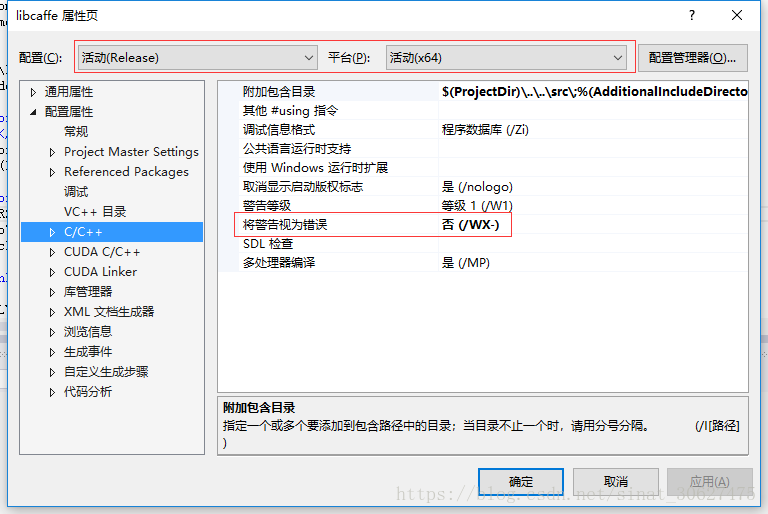 libcaffe 属性页
配置(C): 活动(Release) 平台(P): 活动(x64) 配置管理器(O)...
通用属性
配置属性
常规
Project Master Settings
Referenced Packages
调试
VC++ 目录
C/C++
CUDA C/C++
CUDA Linker
库管理器
XML 文档生成器
浏览信息
生成事件
自定义生成步骤
代码分析
附加包含目录 $(ProjectDir)\..\..\src\;%(AdditionalIncludeDirecto
其他 #using 指令
调试信息格式 程序数据库 (/Zi)
公共语言运行时支持
使用 Windows 运行时扩展
取消显示启动版权标志 是 (/nologo)
警告等级 等级 1 (/W1)
将警告视为错误 否 (/WX-)
SDL 检查
多处理器编译 是 (/MP)
附加包含目录
指定一个或多个要添加到包含路径中的目录；当目录不止一个时，请用分号分隔。 (/I[路径]
)
确定 取消 应用(A)
https://blog.csdn.net/sinat_30627175